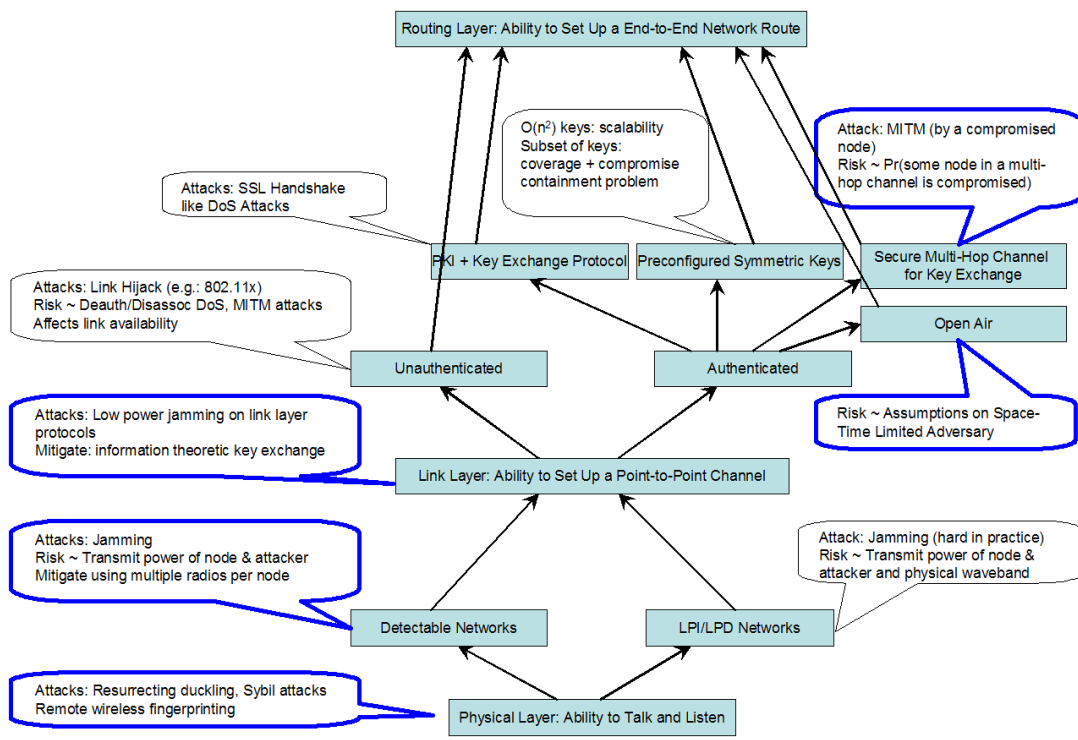 Routing Layer: Ability to Set Up a End-to-End Network Route
O(n²) keys: scalability
Subset of keys:
coverage + compromise
containment problem
Attack: MITM (by a compromised
node)
Risk ~ Pr(some node in a multi-
hop channel is compromised)
Attacks: SSL Handshake
like DoS Attacks
PKI + Key Exchange Protocol
Preconfigured Symmetric Keys
Secure Multi-Hop Channel
for Key Exchange
Attacks: Link Hijack (e.g.: 802.11x)
Risk ~ Deauth/Disassoc DoS, MITM attacks
Affects link availability
Open Air
Unauthenticated
Authenticated
Attacks: Low power jamming on link layer
protocols
Mitigate: information theoretic key exchange
Risk ~ Assumptions on Space-
Time Limited Adversary
Link Layer: Ability to Set Up a Point-to-Point Channel
Attacks: Jamming
Risk ~ Transmit power of node & attacker
Mitigate using multiple radios per node
Attack: Jamming (hard in practice)
Risk ~ Transmit power of node &
attacker and physical waveband
Detectable Networks
LPI/LPD Networks
Attacks: Resurrecting duckling, Sybil attacks
Remote wireless fingerprinting
Physical Layer: Ability to Talk and Listen